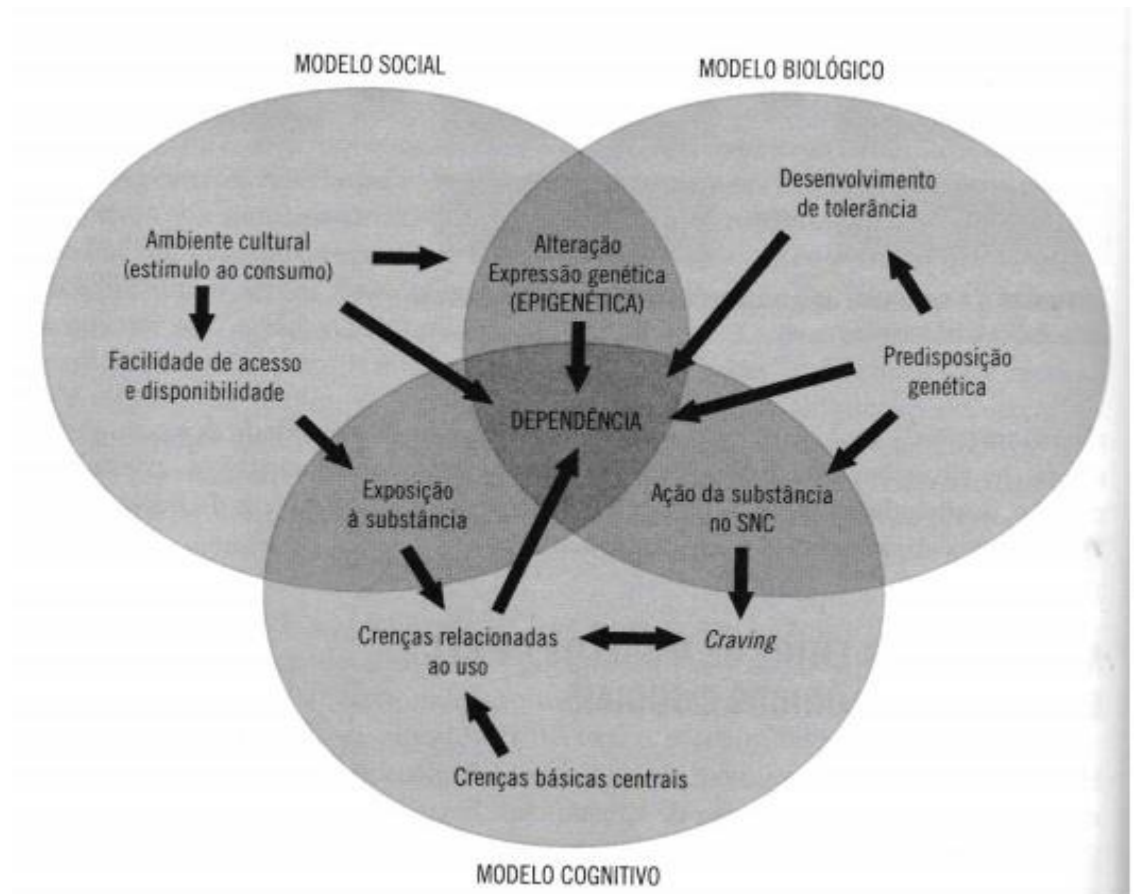 MODELO SOCIAL
MODELO BIOLÓGICO
Desenvolvimento
de tolerância
Ambiente cultural
(estímulo ao consumo)
Alteração
Expressão genética
(EPIGENÉTICA)
Facilidade de acesso
e disponibilidade
Predisposição
genética
DEPENDÊNCIA
Exposição
à substância
Ação da substância
no SNC
Crenças relacionadas
ao uso
Craving
Crenças básicas centrais
MODELO COGNITIVO